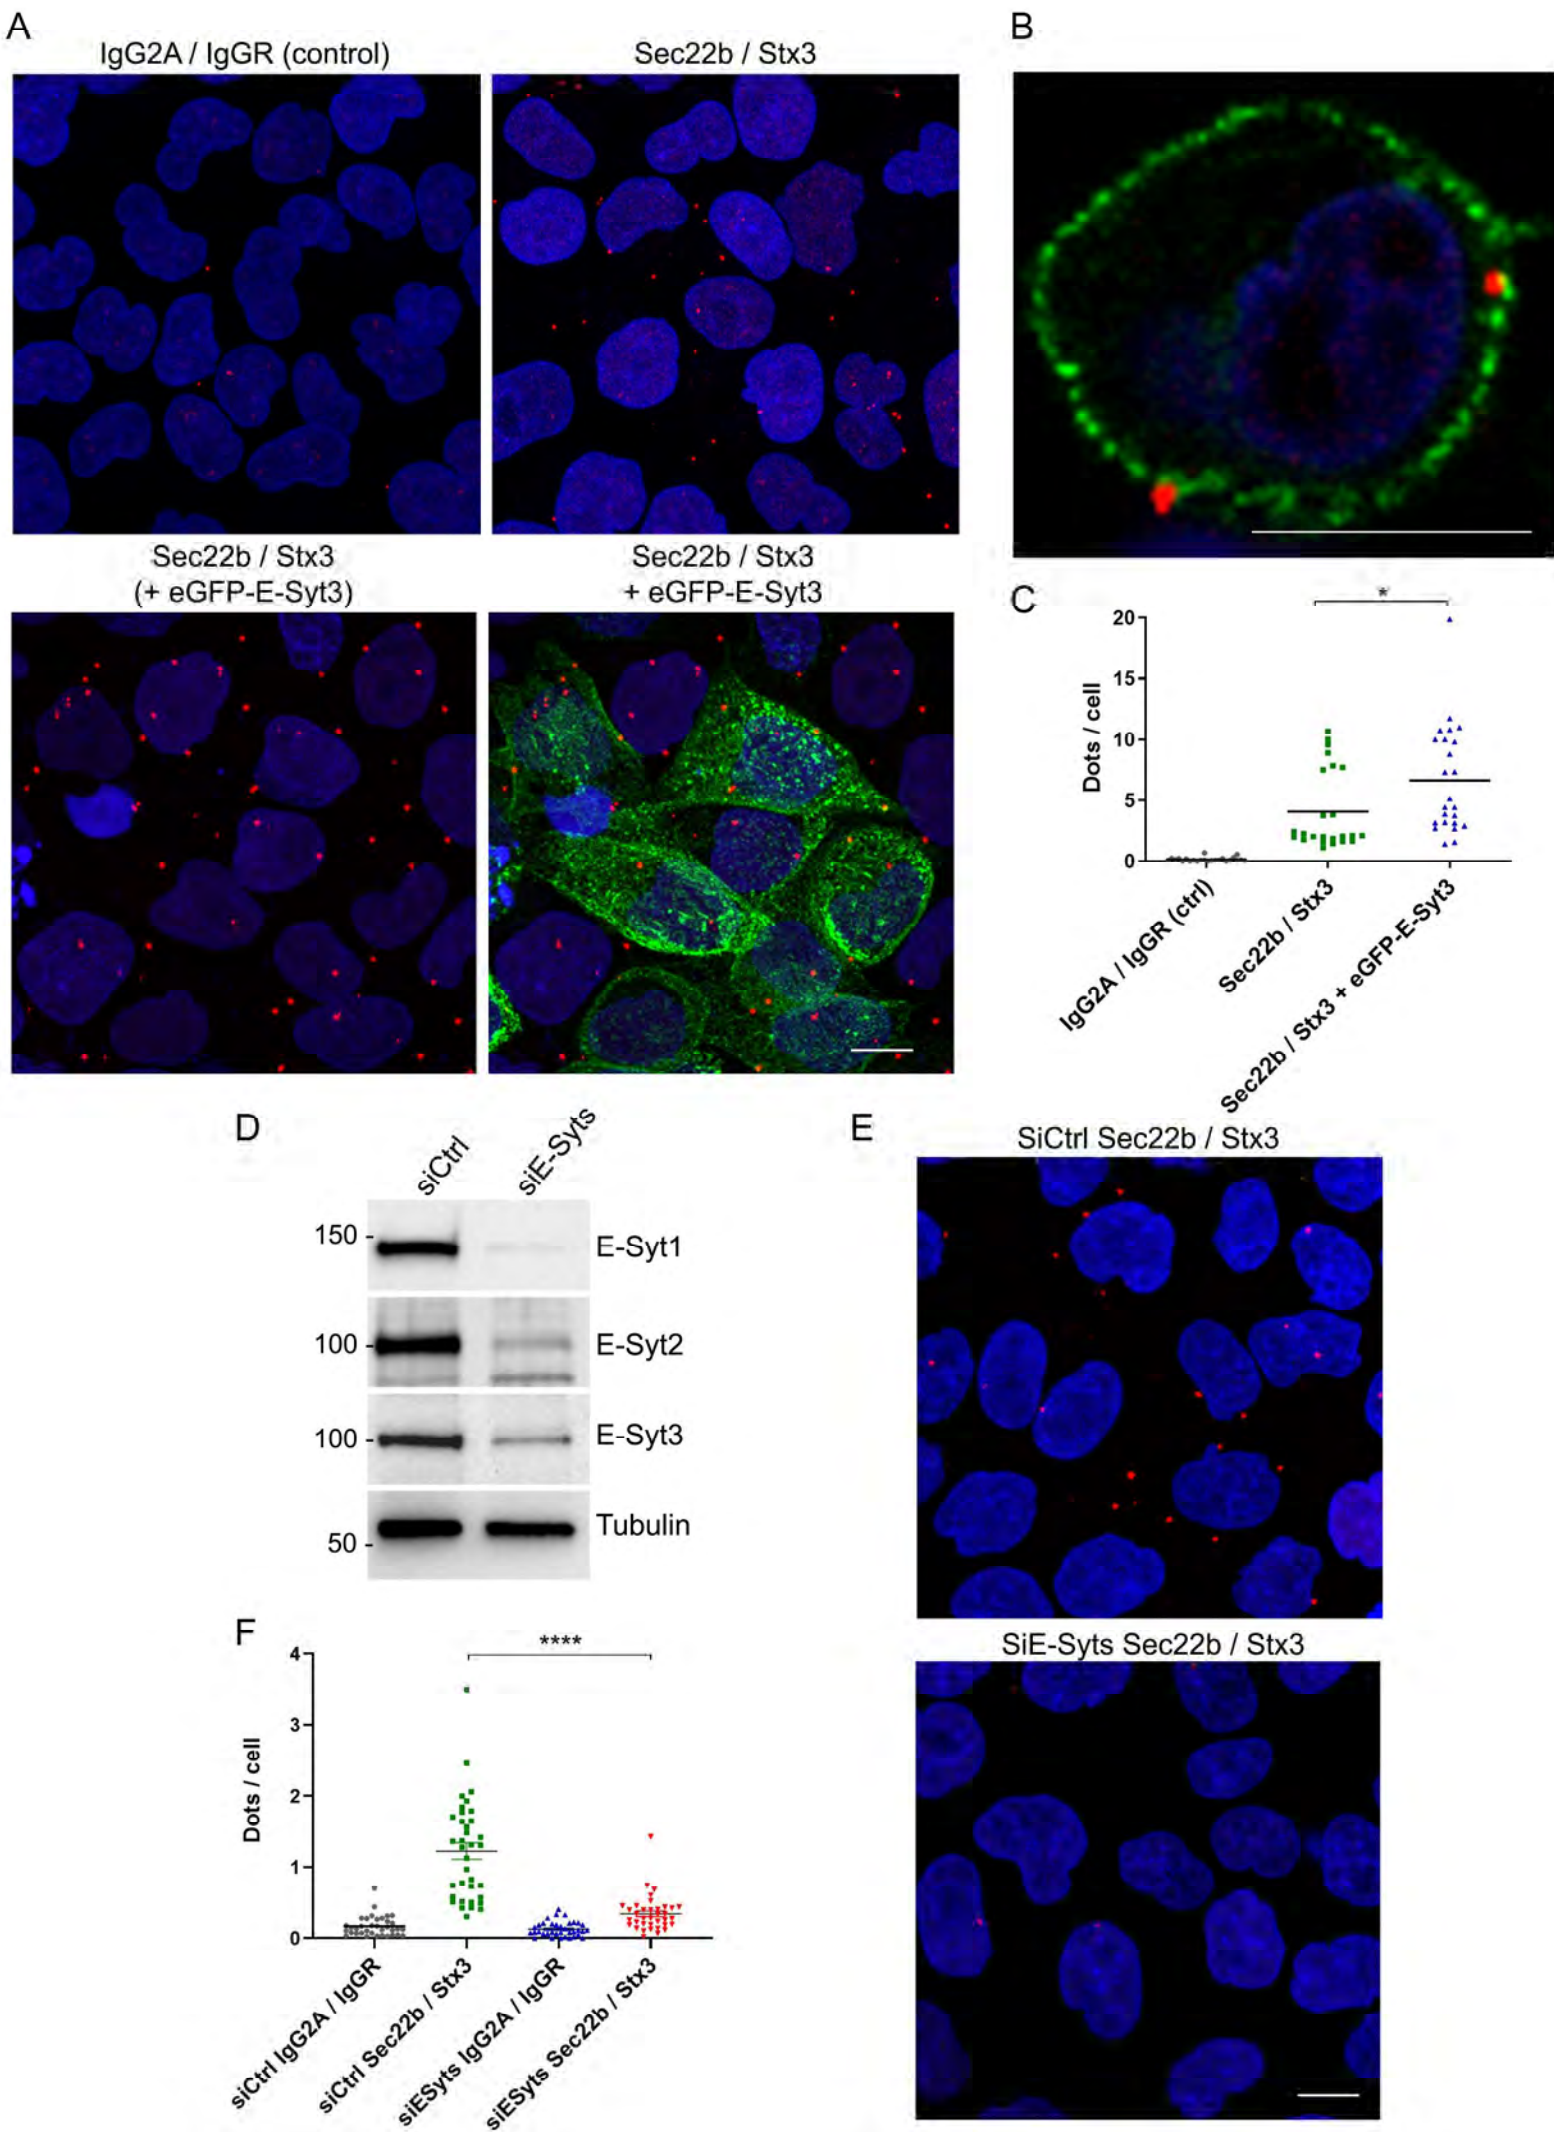 A
IgG2A / IgGR (control)
Sec22b / Stx3
Sec22b / Stx3
(+ eGFP-E-Syt3)
Sec22b / Stx3
+ eGFP-E-Syt3
B
C
*
20
15
10
5
0
Dots / cell
IgG2A / IgGR (ctrl)
Sec22b / Stx3
Sec22b / Stx3 + eGFP-E-Syt3
D
siCtrl
siE-Syts
150
E-Syt1
100
E-Syt2
100
E-Syt3
Tubulin
50
E
SiCtrl Sec22b / Stx3
SiE-Syts Sec22b / Stx3
F
****
4
3
2
1
0
Dots / cell
siCtrl IgG2A / IgGR
siCtrl Sec22b / Stx3
siESyts IgG2A / IgGR
siESyts Sec22b / Stx3